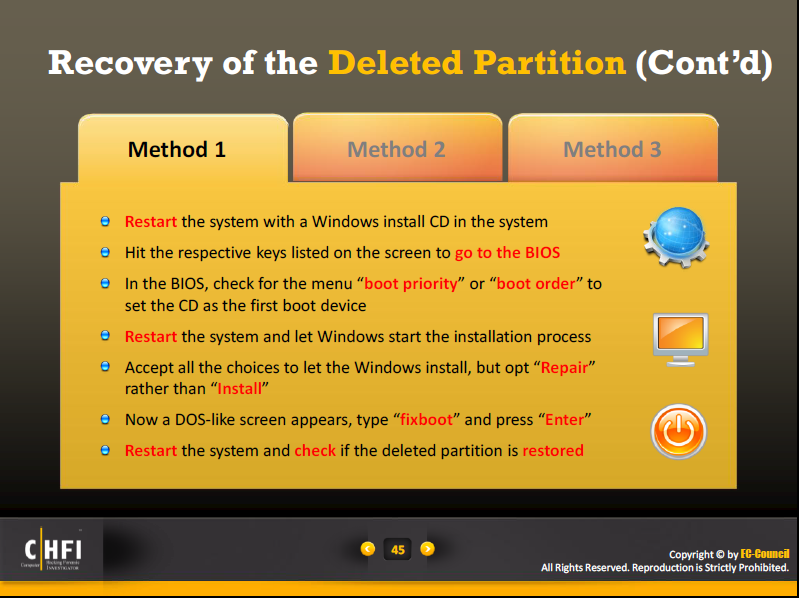 Recovery of the Deleted Partition (Cont’d)
Method 1
Method 2
Method 3
Restart the system with a Windows install CD in the system
Hit the respective keys listed on the screen to go to the BIOS
In the BIOS, check for the menu “boot priority” or “boot order” to
set the CD as the first boot device
Restart the system and let Windows start the installation process
Accept all the choices to let the Windows install, but opt “Repair”
rather than “Install”
Now a DOS-like screen appears, type “fixboot” and press “Enter”
Restart the system and check if the deleted partition is restored
CHFI
Computer Hacking Forensic
INVESTIGATOR
45
Copyright © by EC-Council
All Rights Reserved. Reproduction is Strictly Prohibited.